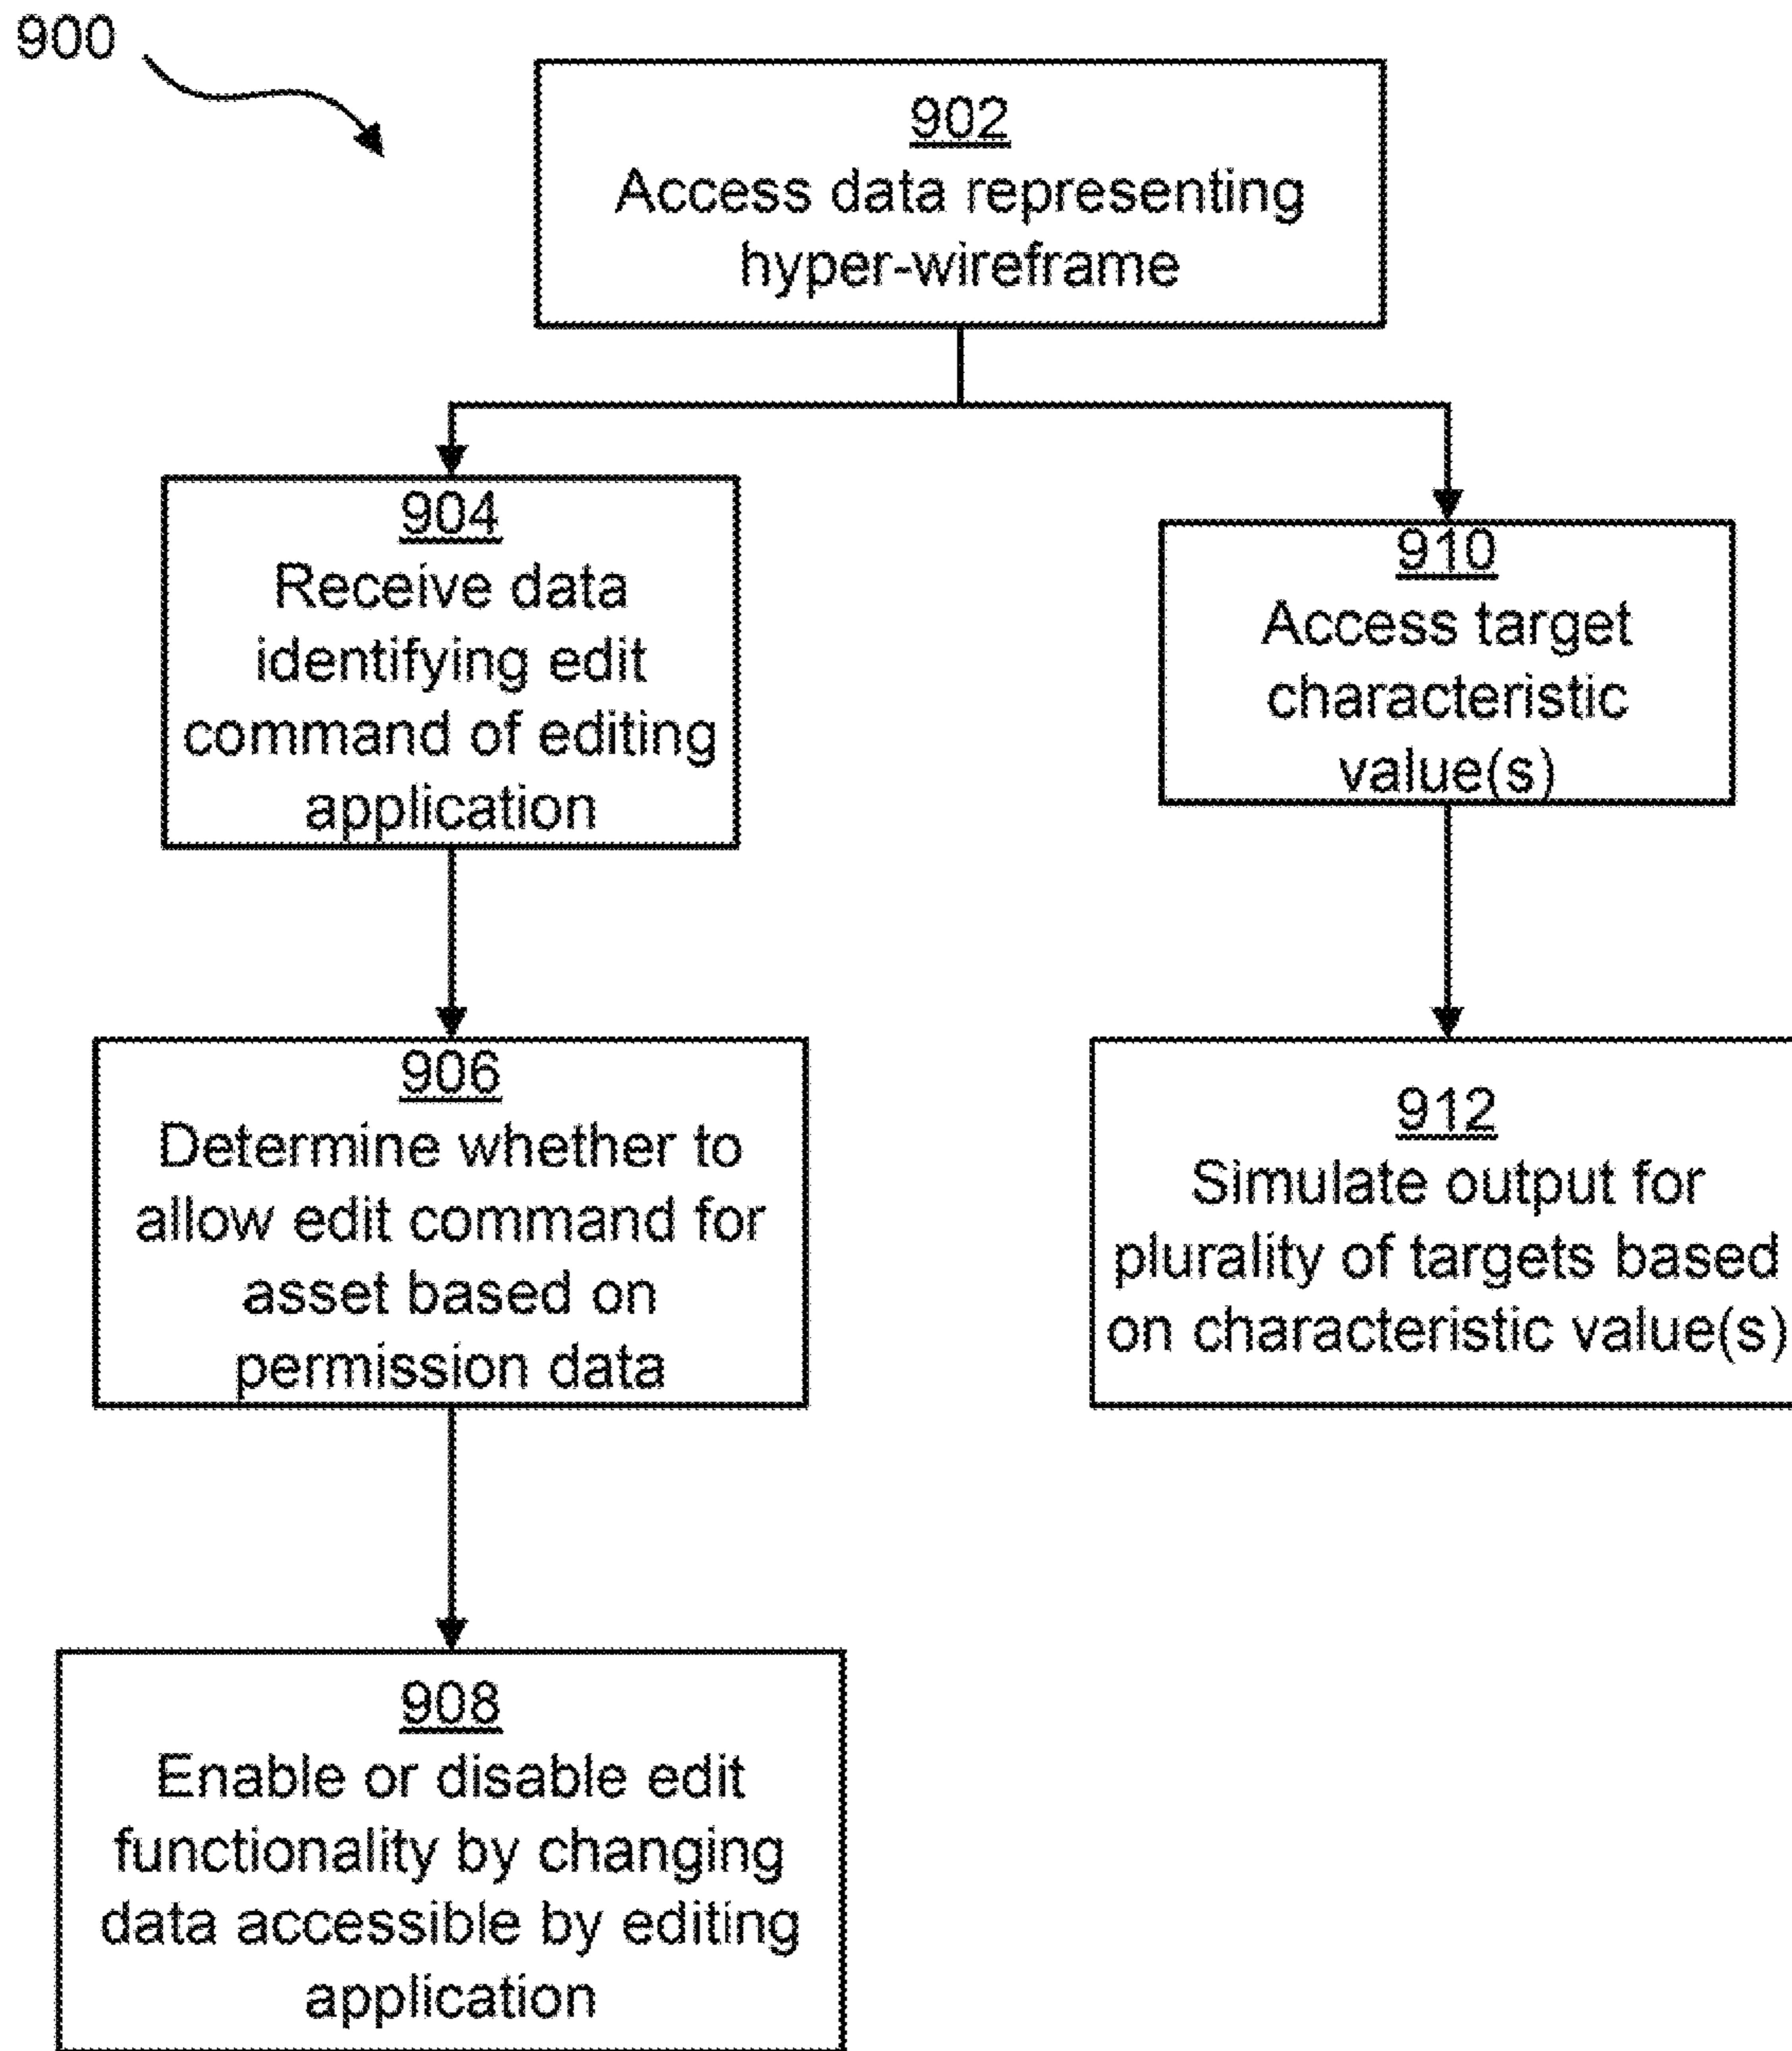 900
902
Access data representing
hyper-wireframe
904
Receive data
identifying edit
command of editing
application
910
Access target
characteristic
value(s)
906
Determine whether to
allow edit command for
asset based on
permission data
912
Simulate output for
plurality of targets based
on characteristic value(s)
908
Enable or disable edit
functionality by changing
data accessible by editing
application